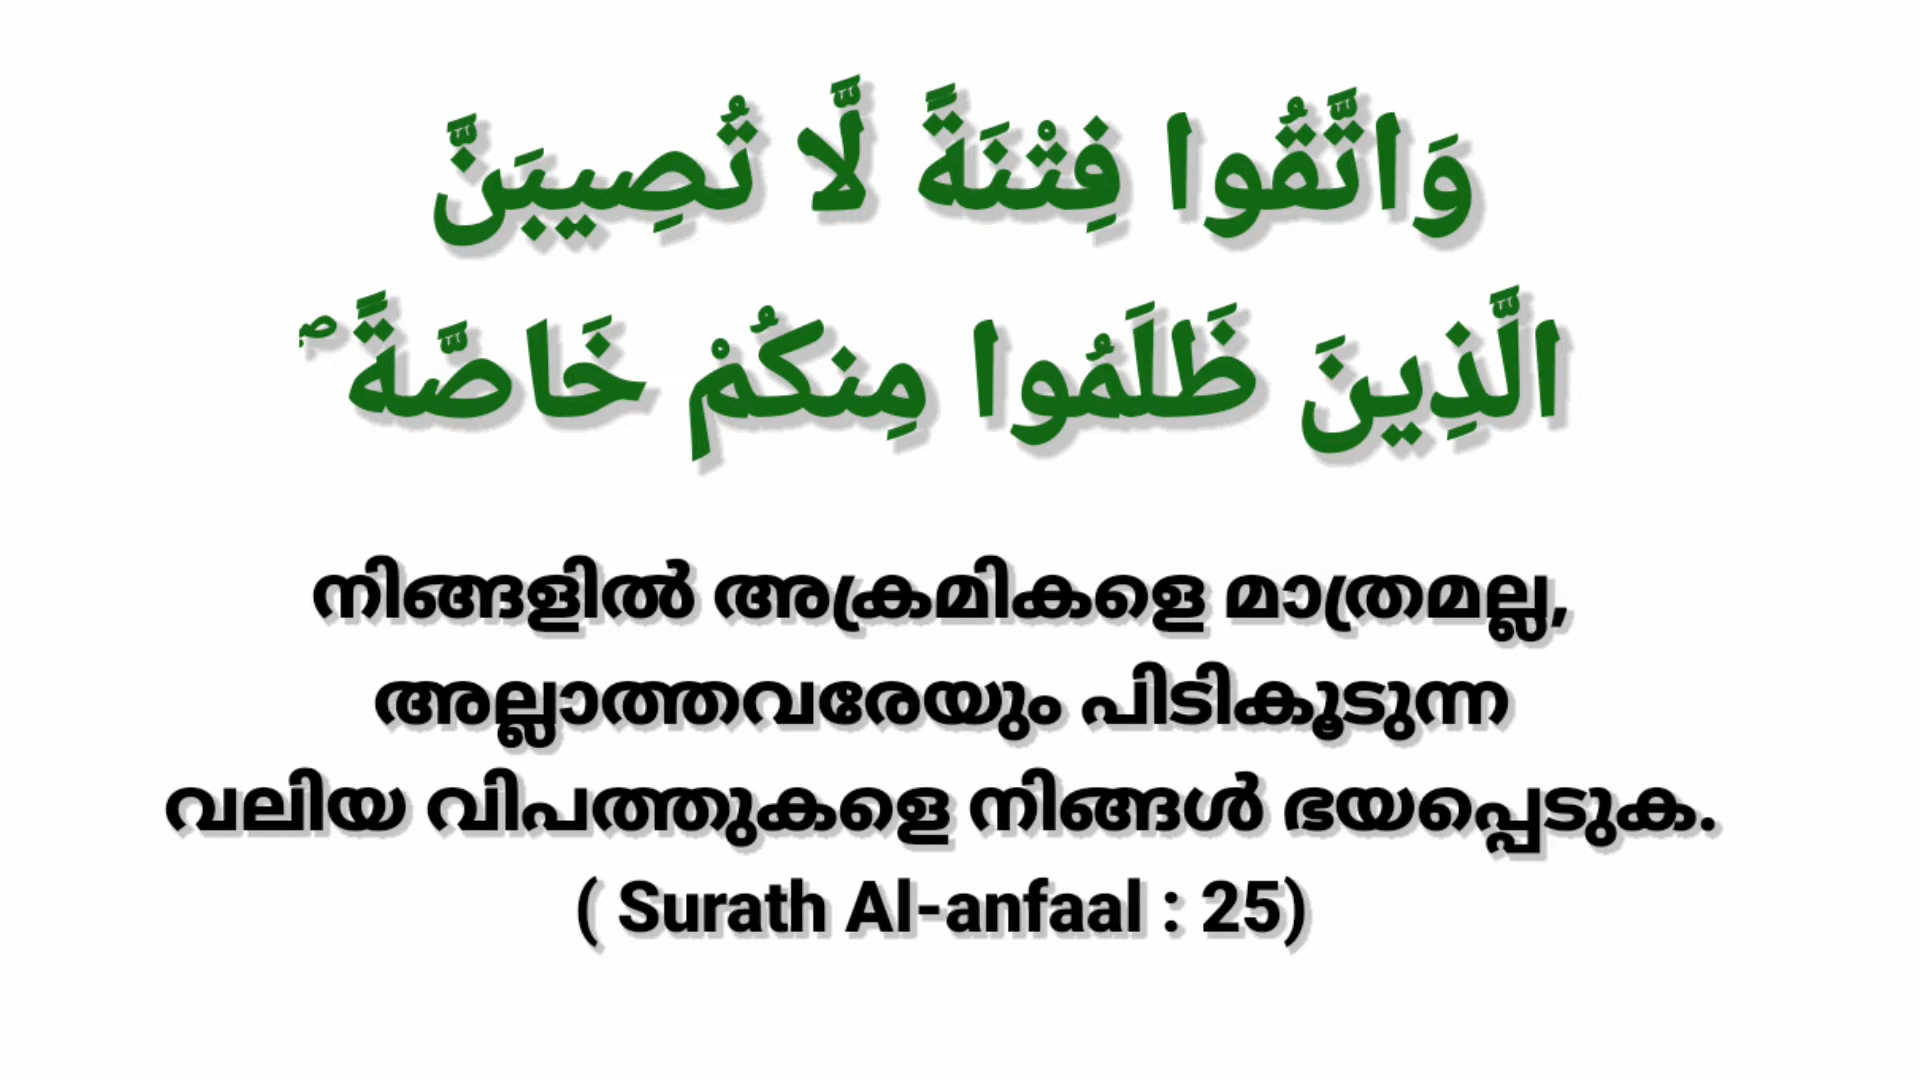 وَاتَّقُوا فِتْنَةً لَّا تُصِيبَنَّ
الَّذِينَ ظَلَمُوا مِنكُمْ خَاصَّةً ۖ
നിങ്ങളിൽ അക്രമികളെ മാത്രമല്ല,
അല്ലാത്തവരേയും പിടികൂടുന്ന
വലിയ വിപത്തുകളെ നിങ്ങൾ ഭയപ്പെടുക.
( Surath Al-anfaal : 25)